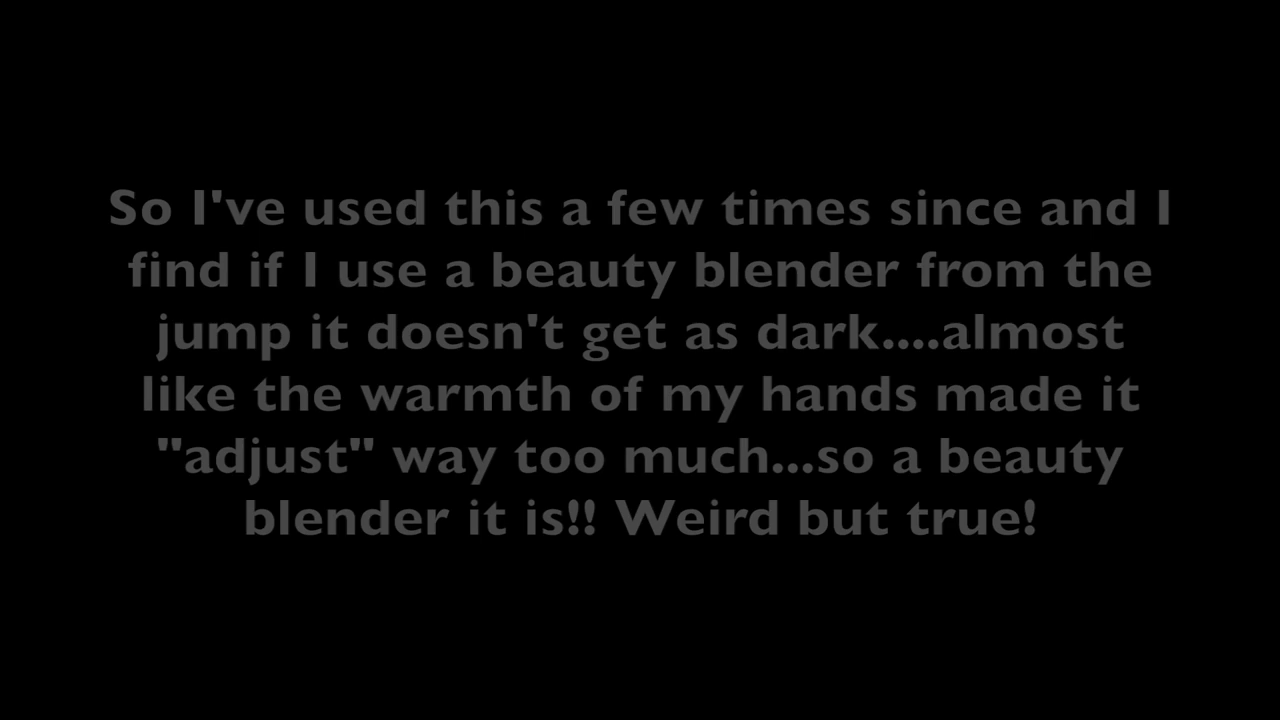 So I've used this a few times since and I
find if I use a beauty blender from the
jump it doesn't get as dark....almost
like the warmth of my hands made it
"adjust" way too much...so a beauty
blender it is!! Weird but true!